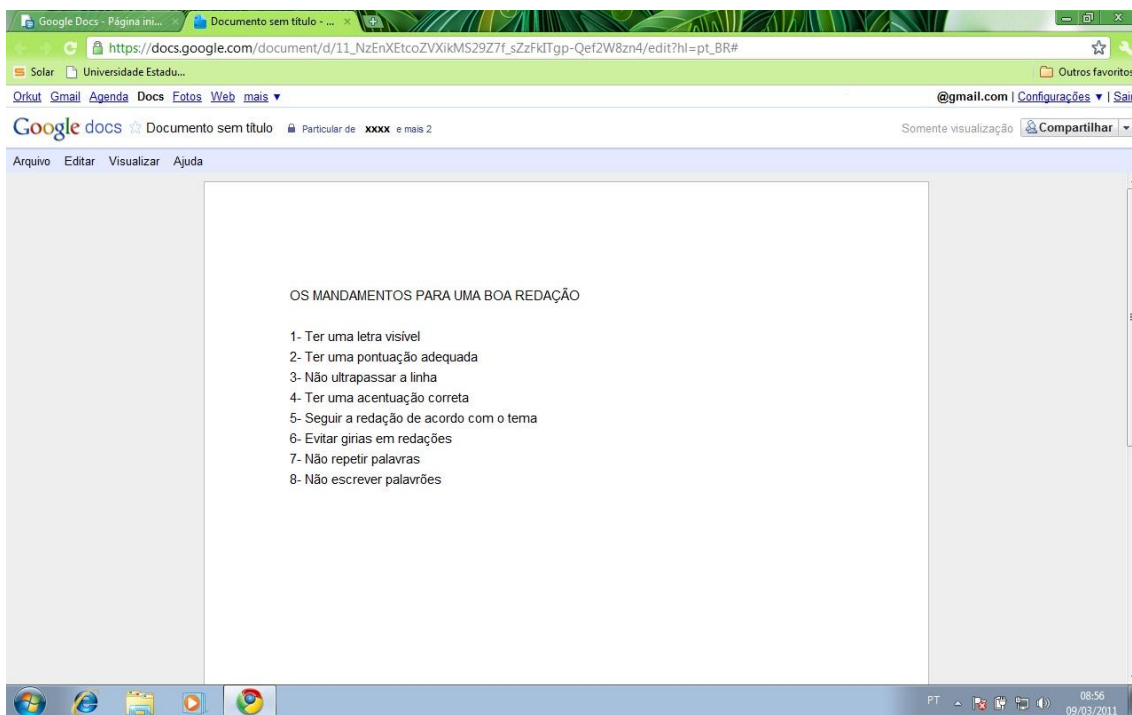 Google Docs - Página ini...
Documento sem título - ...
https://docs.google.com/document/d/11_NzEnXEtcoZVXikMS29Z7f_sZzFkITgp-Qef2W8zn4/edit?hl=pt_BR#
Solar Universidade Estadu... Outros favoritos
Orkut Gmail Agenda Docs Fotos Web mais ▼ @gmail.com | Configurações ▼ | Sair
Google docs Documento sem título Particular de xxxx e mais 2 Somente visualização Compartilhar
Arquivo Editar Visualizar Ajuda
OS MANDAMENTOS PARA UMA BOA REDAÇÃO
1- Ter uma letra visível
2- Ter uma pontuação adequada
3- Não ultrapassar a linha
4- Ter uma acentuação correta
5- Seguir a redação de acordo com o tema
6- Evitar girias em redações
7- Não repetir palavras
8- Não escrever palavrões
PT 08:56
09/03/2011